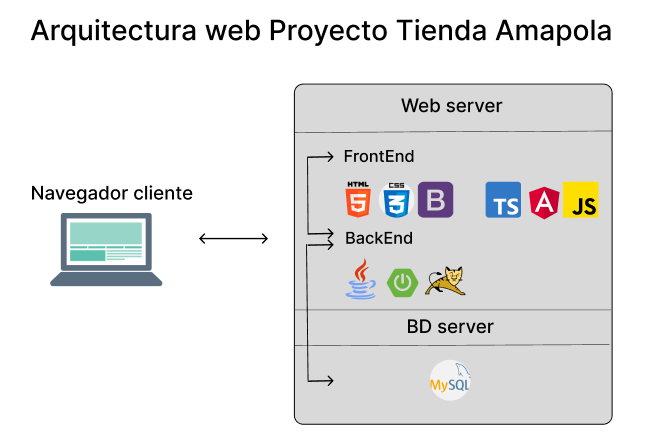 Arquitectura web Proyecto Tienda Amapola
Web server
FrontEnd
Navegador cliente
HTML
5
CSS
3
B
TS
A
JS
BackEnd
BD server
MySQL